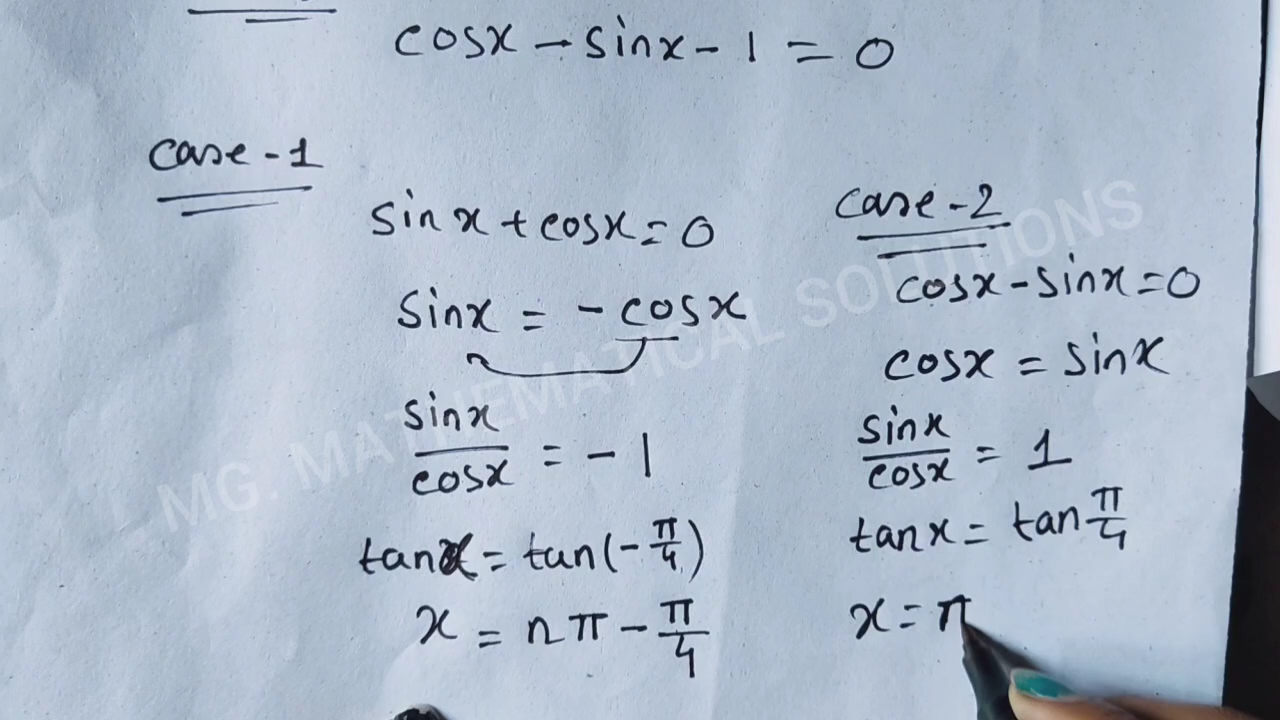 cosx - sinx - 1 = 0
case - 1
sinx + cosx = 0
sinx = - cosx
sinx/cosx = - 1
tanx = tan(-π/4)
x = nπ - π/4
case - 2
cosx - sinx = 0
cosx = sinx
sinx/cosx = 1
tanx = tan π/4
x = π
MG. MATHEMATICAL SOLUTIONS